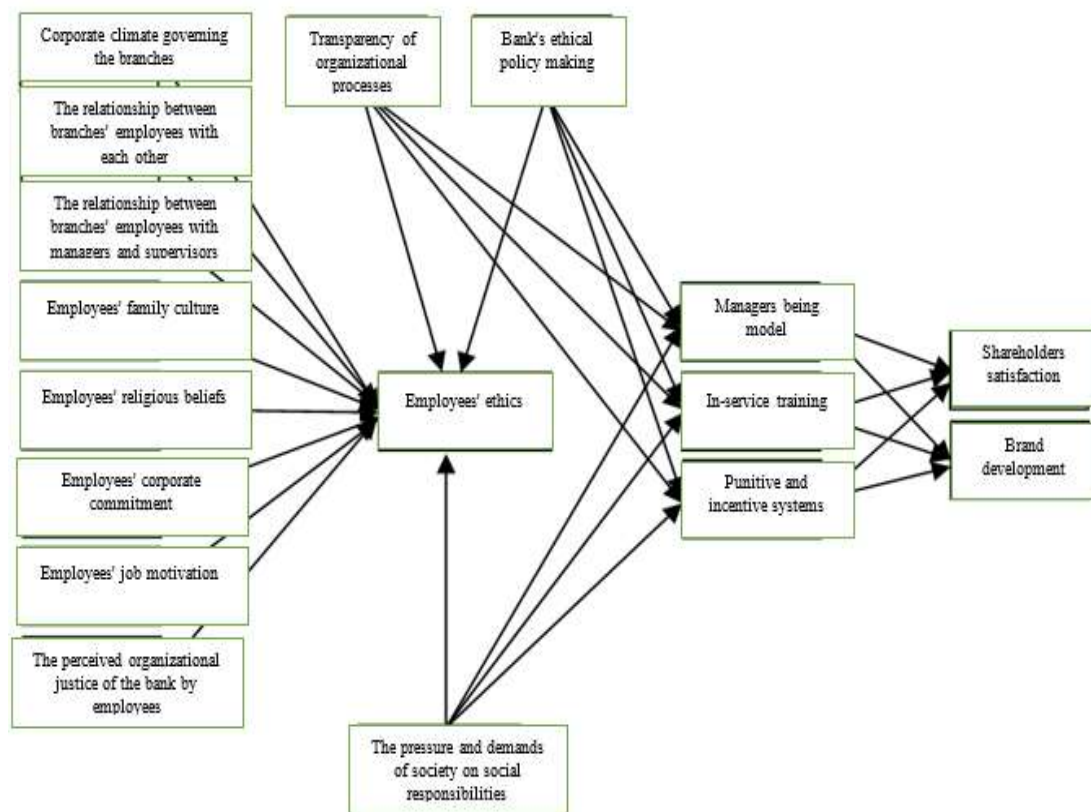 Corporate climate governing
the branches
The relationship between
branches' employees with
each other
The relationship between
branches' employees with
managers and supervisors
Employees' family culture
Employees' religious beliefs
Employees' corporate
commitment
Employees' job motivation
The perceived organizational
justice of the bank by
employees
Transparency of
organizational
processes
Bank's ethical
policy making
Employees' ethics
The pressure and demands
of society on social
responsibilities
Managers being
model
In-service training
Punitive and
incentive systems
Shareholders
satisfaction
Brand
development